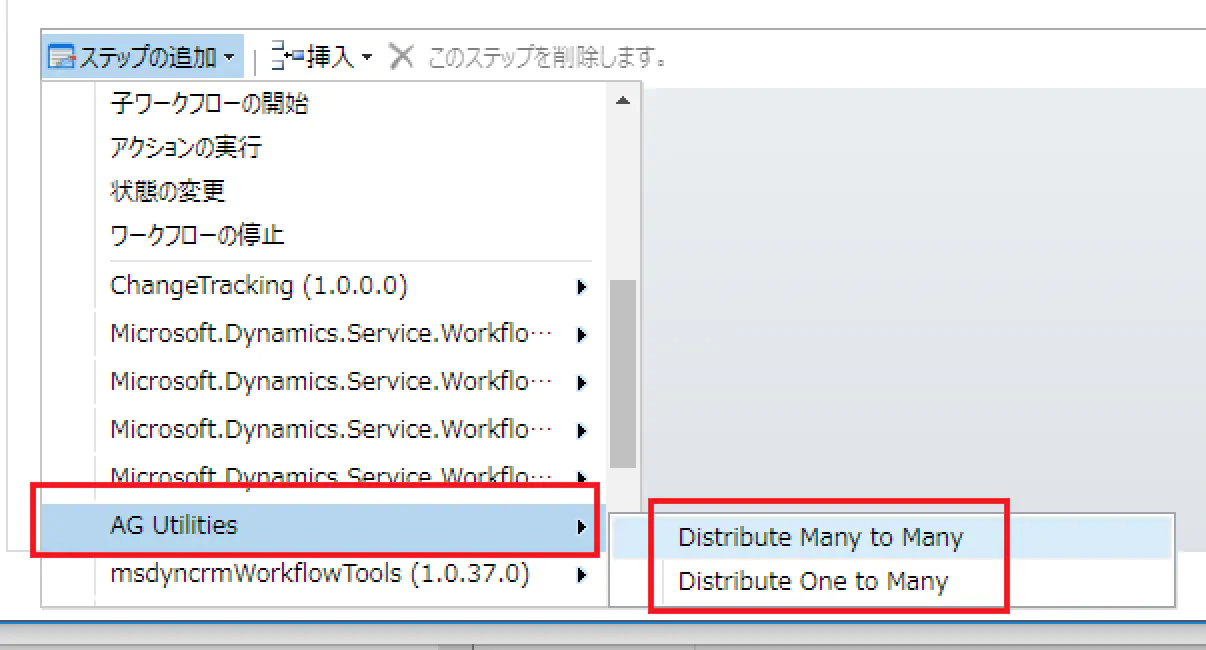 ステップの追加 挿入 このステップを削除します。
子ワークフローの開始
アクションの実行
状態の変更
ワークフローの停止
ChangeTracking (1.0.0.0)
Microsoft.Dynamics.Service.Workflo…
Microsoft.Dynamics.Service.Workflo…
Microsoft.Dynamics.Service.Workflo…
Microsoft.Dynamics.Service.Workflo…
AG Utilities
Distribute Many to Many
msdyncrmWorkflowTools (1.0.37.0)
Distribute One to Many